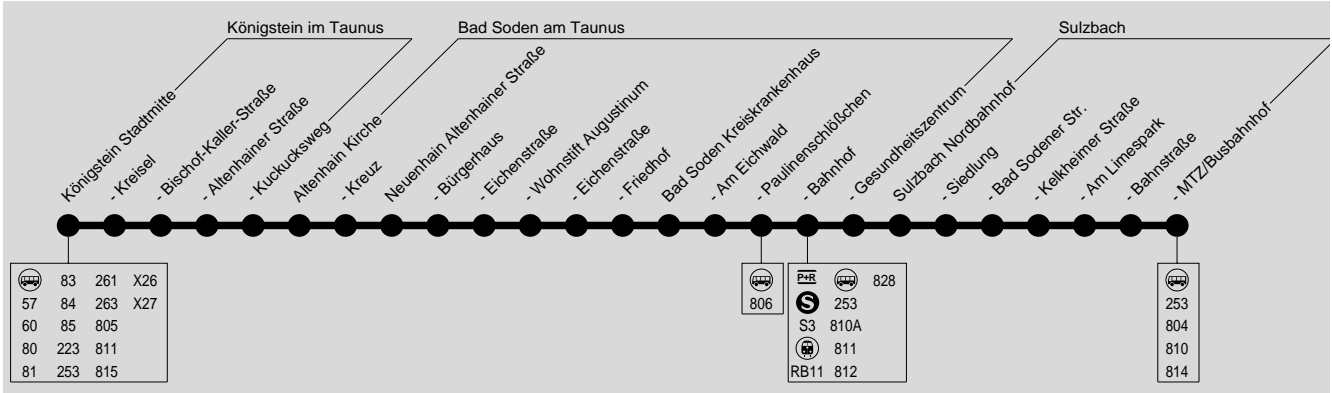 Königstein im Taunus
Bad Soden am Taunus
Sulzbach
Königstein Stadtmitte
- Kreisel
- Bischof-Kaller-Straße
- Altenhainer Straße
- Kuckucksweg
Altenhain Kirche
- Kreuz
Neuenhain Altenhainer Straße
- Bürgerhaus
- Eichenstraße
- Wohnstift Augustinum
- Eichenstraße
- Friedhof
Bad Soden Kreiskrankenhaus
- Am Eichwald
- Paulinenschlößchen
- Bahnhof
- Gesundheitszentrum
Sulzbach Nordbahnhof
- Siedlung
- Bad Sodener Str.
- Kelkheimer Straße
- Am Limespark
- Bahnstraße
- MTZ/Busbahnhof
83 261 X26
57 84 263 X27
60 85 805
80 223 811
81 253 815
806
P+R 828
S 253
S3 810A
811
RB11 812
253
804
810
814